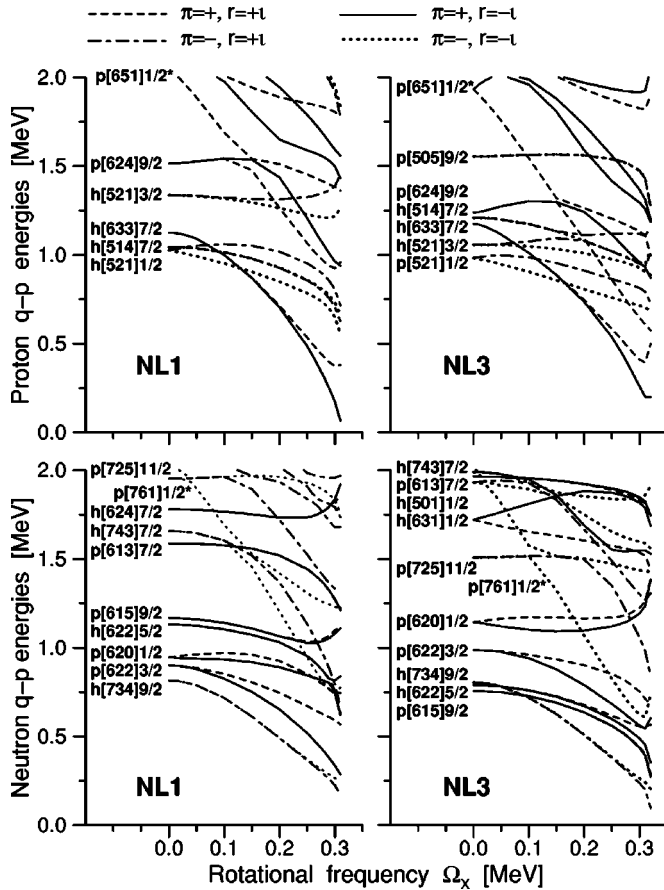 π=+, r=+ι π=+, r=−ι
π=−, r=+ι π=−, r=−ι
Proton q−p energies [MeV]
2.0
1.5
1.0
0.5
0.0
p[651]1/2*
p[624]9/2
h[521]3/2
h[633]7/2
h[514]7/2
h[521]1/2
NL1
p[651]1/2*
p[505]9/2
p[624]9/2
h[514]7/2
h[633]7/2
h[521]3/2
p[521]1/2
NL3
Neutron q−p energies [MeV]
2.0
1.5
1.0
0.5
0.0
p[725]11/2
p[761]1/2*
h[624]7/2
h[743]7/2
p[613]7/2
p[615]9/2
h[622]5/2
p[620]1/2
p[622]3/2
h[734]9/2
NL1
h[743]7/2
p[613]7/2
h[501]1/2
h[631]1/2
p[725]11/2
p[761]1/2*
p[620]1/2
p[622]3/2
h[734]9/2
h[622]5/2
p[615]9/2
NL3
0.0 0.1 0.2 0.3 0.0 0.1 0.2 0.3
Rotational frequency Ωx [MeV]